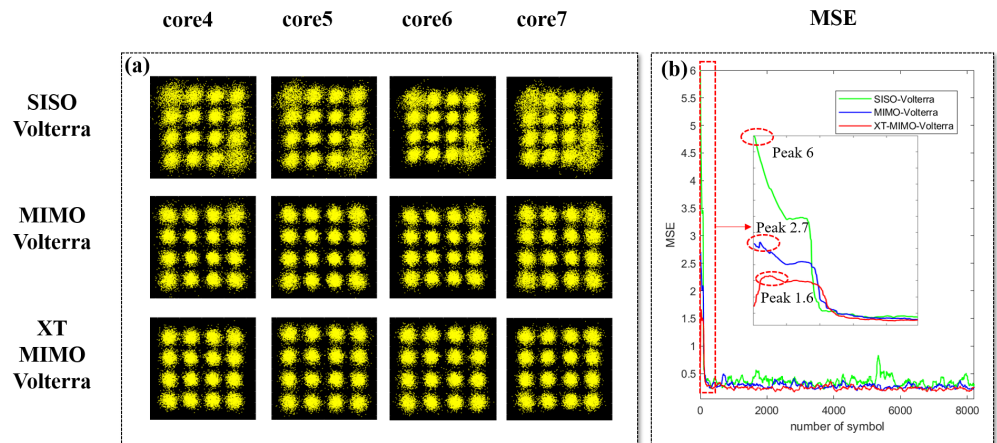 core4 core5 core6 core7 MSE
(a)
SISO
Volterra
MIMO
Volterra
XT
MIMO
Volterra
(b)
6
5.5
5
4.5
4
3.5
3
2.5
2
1.5
1
0.5
MSE
SISO-Volterra
MIMO-Volterra
XT-MIMO-Volterra
Peak 6
Peak 2.7
Peak 1.6
0 2000 4000 6000 8000
number of symbol